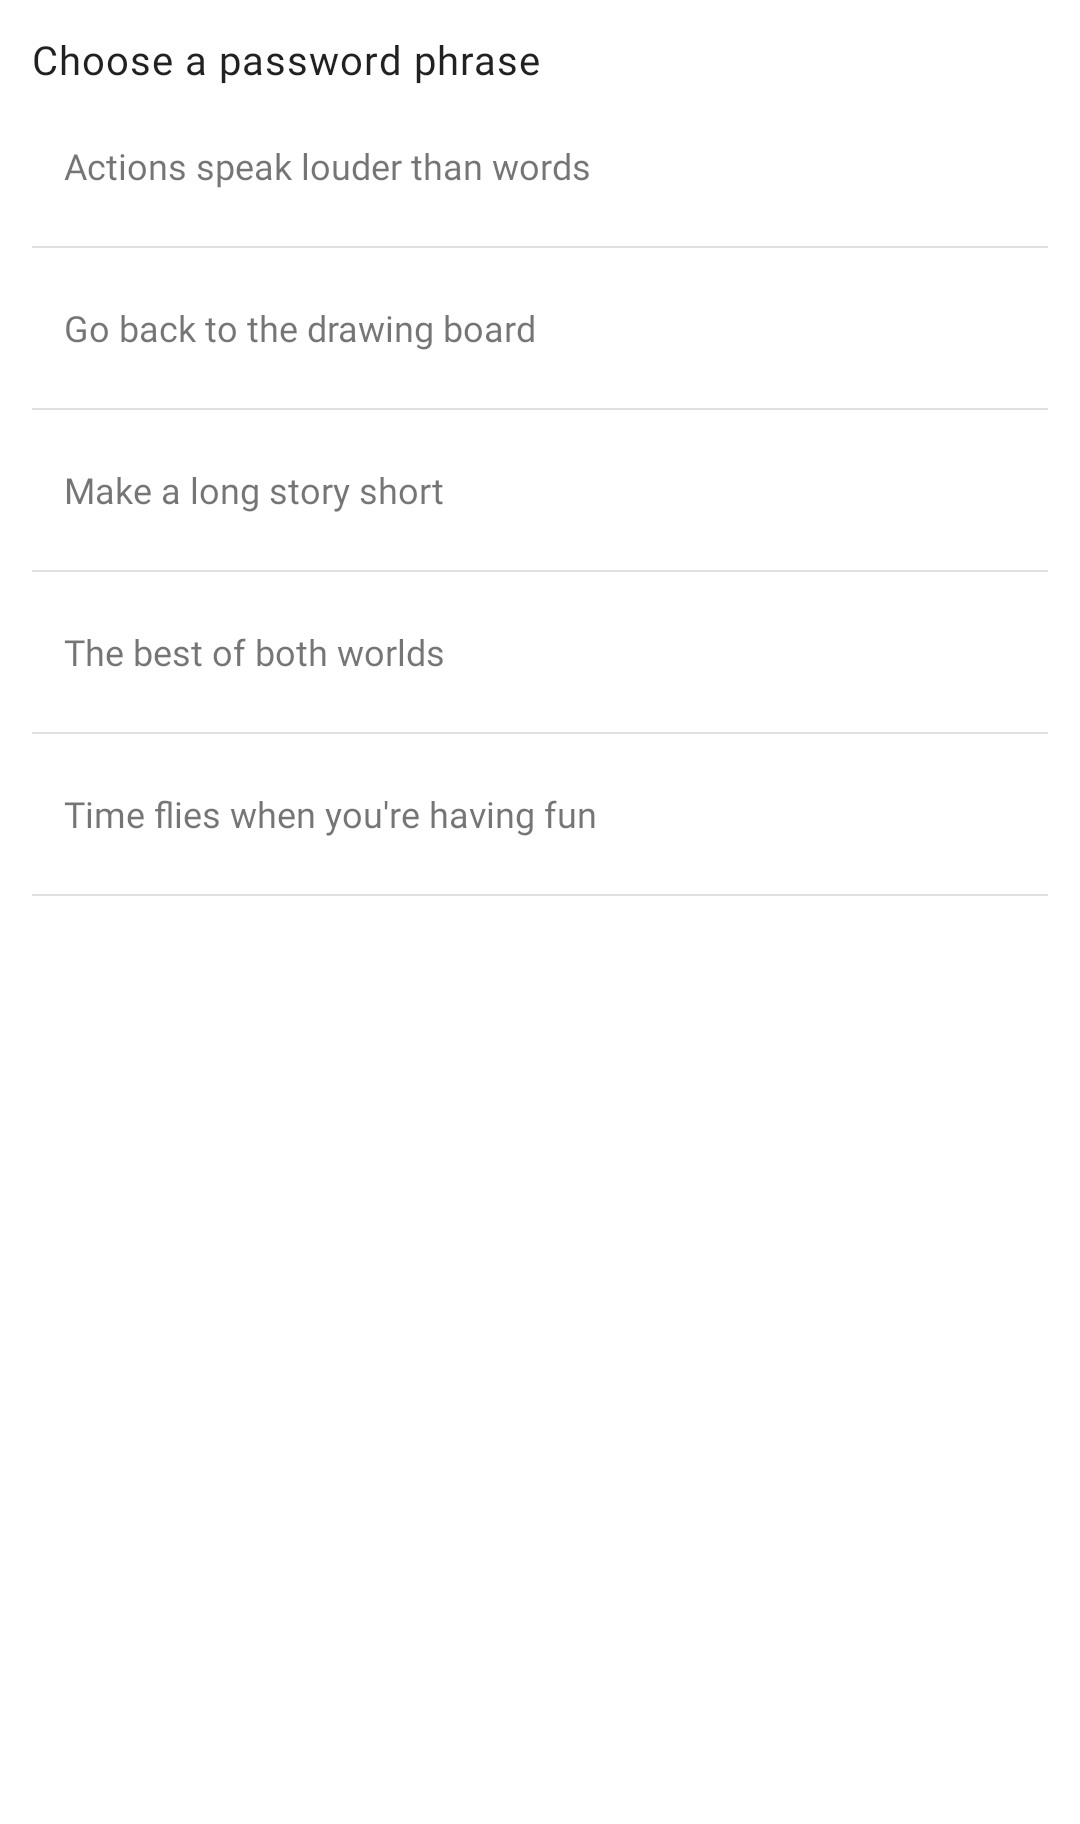 Choose a password phrase
Actions speak louder than words
Go back to the drawing board
Make a long story short
The best of both worlds
Time flies when you're having fun